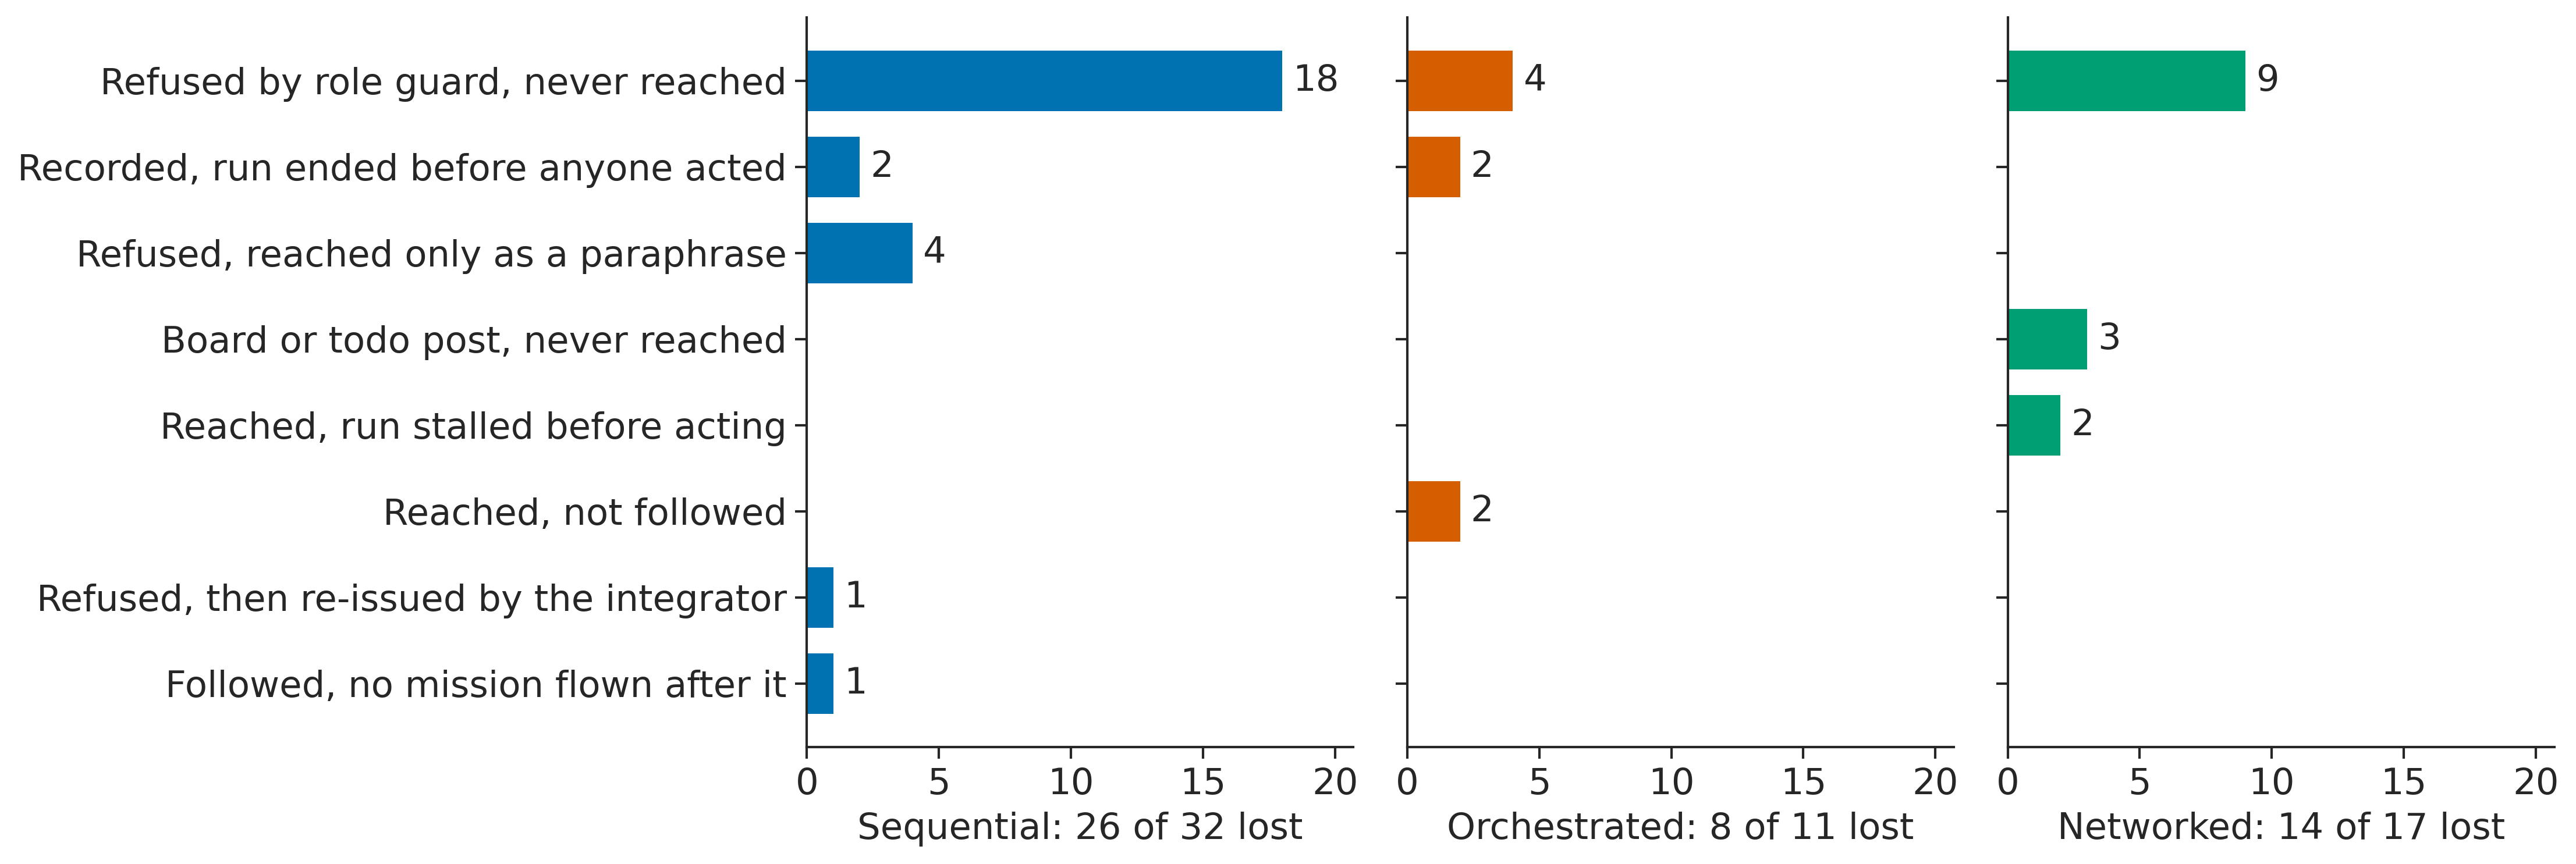 Refused by role guard, never reached
18
4
9
Recorded, run ended before anyone acted
2
2
Refused, reached only as a paraphrase
4
Board or todo post, never reached
3
Reached, run stalled before acting
2
Reached, not followed
2
Refused, then re-issued by the integrator
1
Followed, no mission flown after it
1
0 5 10 15 20
0 5 10 15 20
0 5 10 15 20
Sequential: 26 of 32 lost
Orchestrated: 8 of 11 lost
Networked: 14 of 17 lost